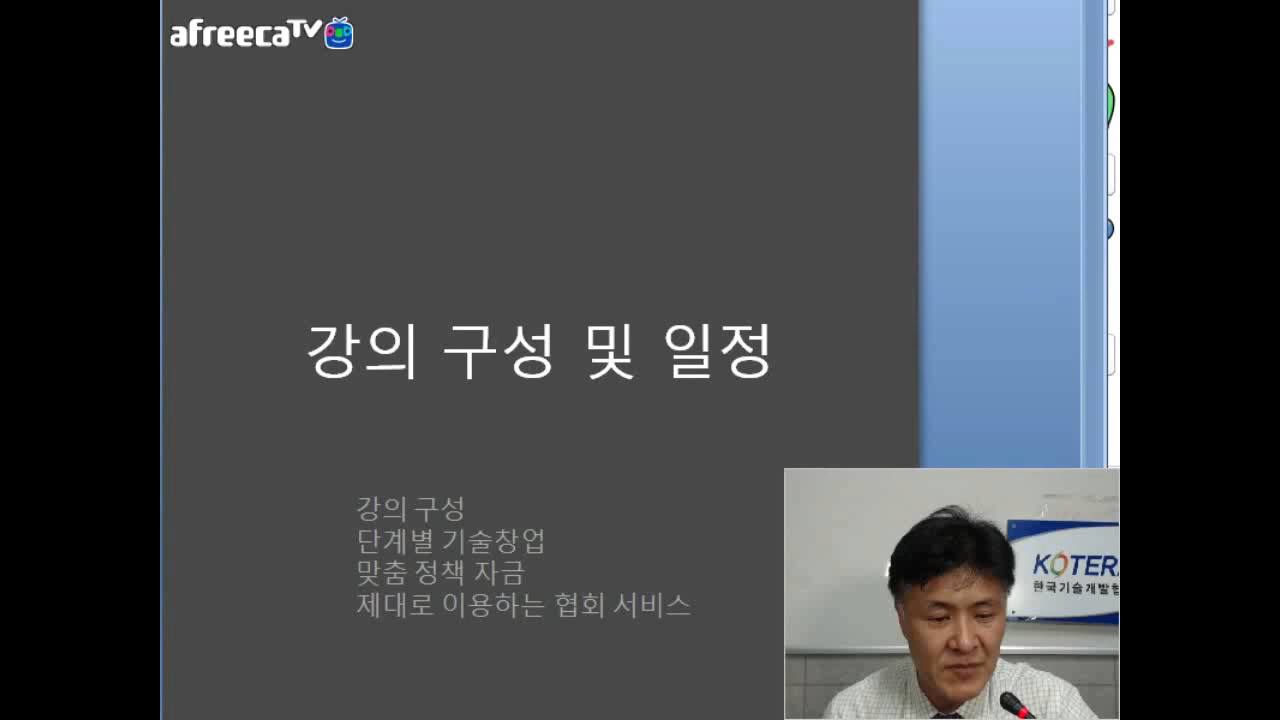 afreecaTV
강의 구성 및 일정
강의 구성
단계별 기술창업
맞춤 정책 자금
제대로 이용하는 협회 서비스
KOTER
한국기술개발협